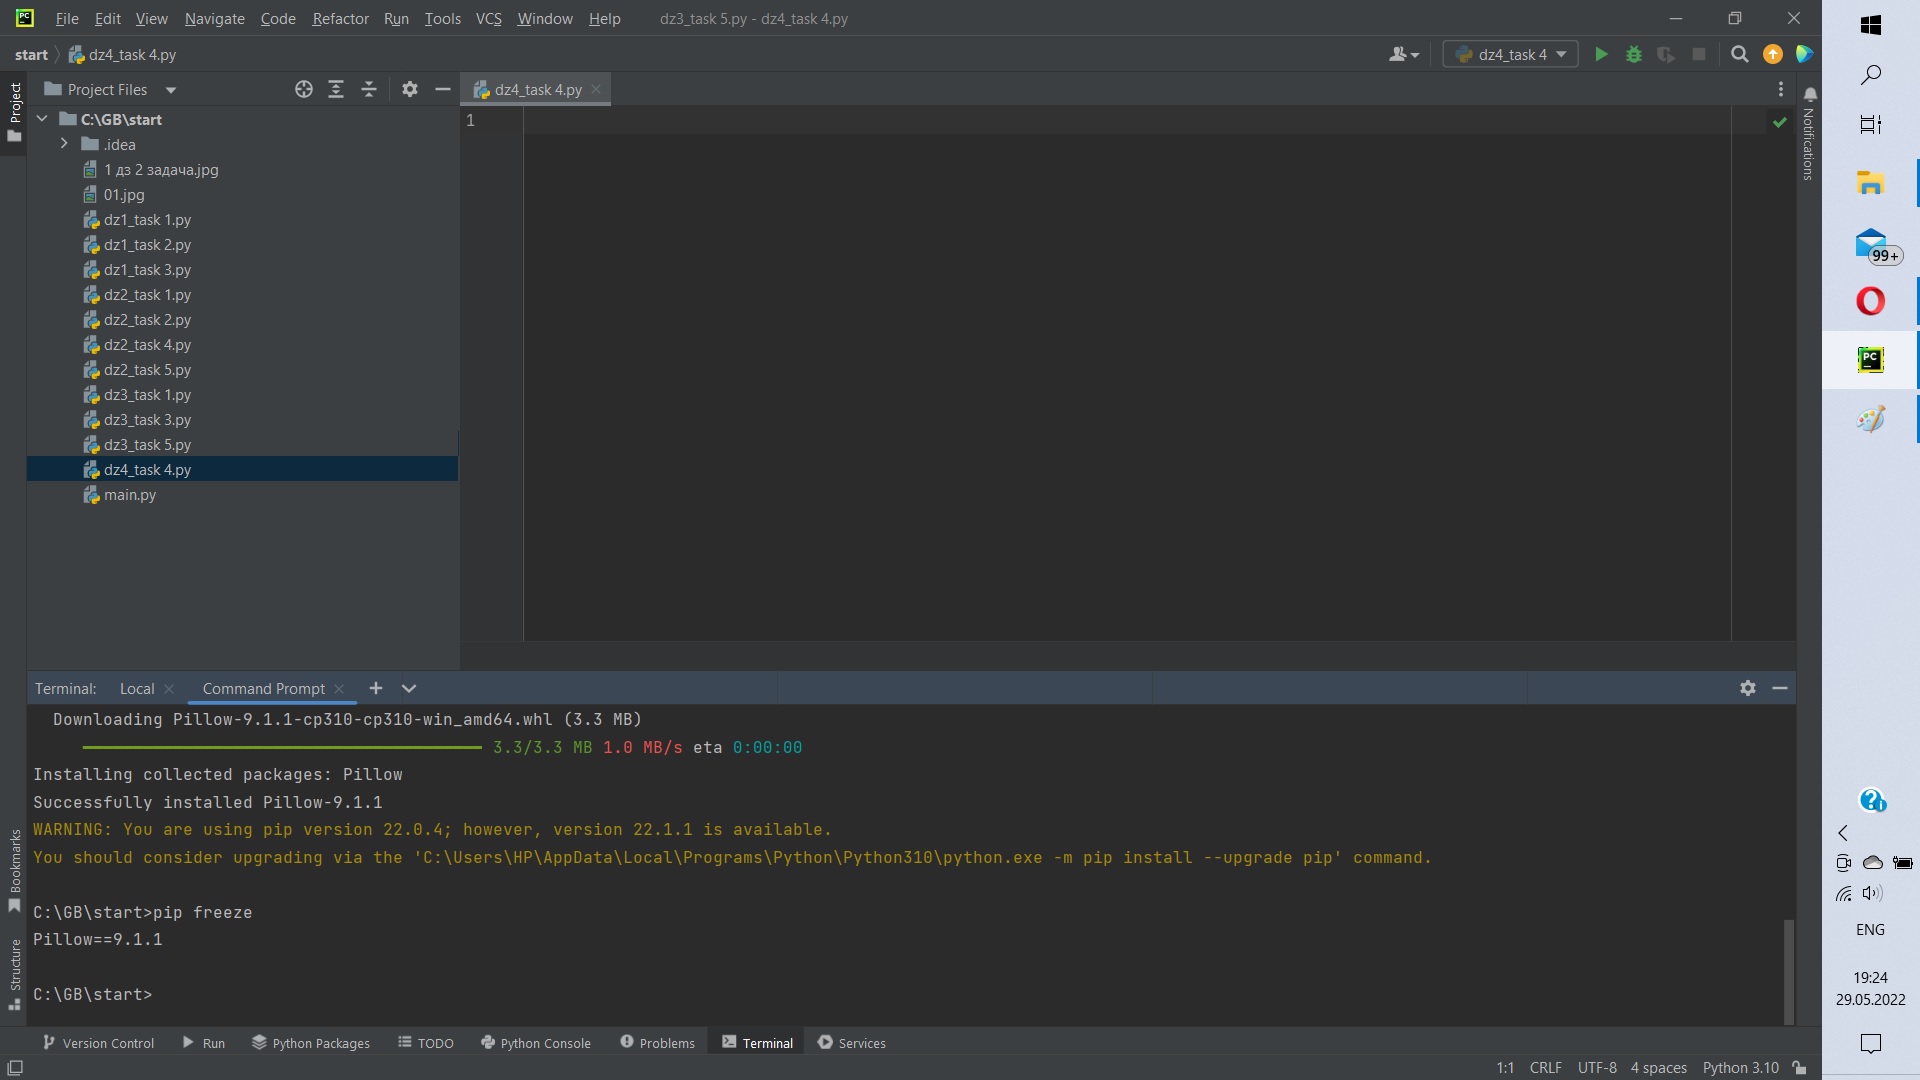 File Edit View Navigate Code Refactor Run Tools VCS Window Help dz3_task 5.py - dz4_task 4.py
start dz4_task 4.py
dz4_task 4
Project
Project Files
dz4_task 4.py
Notifications
1
C:\GB\start
.idea
1 дз 2 задача.jpg
01.jpg
dz1_task 1.py
dz1_task 2.py
dz1_task 3.py
dz2_task 1.py
dz2_task 2.py
dz2_task 4.py
dz2_task 5.py
dz3_task 1.py
dz3_task 3.py
dz3_task 5.py
dz4_task 4.py
main.py
99+
PC
Terminal: Local Command Prompt
Downloading Pillow-9.1.1-cp310-cp310-win_amd64.whl (3.3 MB)
3.3/3.3 MB 1.0 MB/s eta 0:00:00
Installing collected packages: Pillow
Successfully installed Pillow-9.1.1
WARNING: You are using pip version 22.0.4; however, version 22.1.1 is available.
You should consider upgrading via the 'C:\Users\HP\AppData\Local\Programs\Python\Python310\python.exe -m pip install --upgrade pip' command.
C:\GB\start>pip freeze
Pillow==9.1.1
C:\GB\start>
Bookmarks
Structure
Version Control Run Python Packages TODO Python Console Problems Terminal Services
1:1 CRLF UTF-8 4 spaces Python 3.10
ENG
19:24
29.05.2022